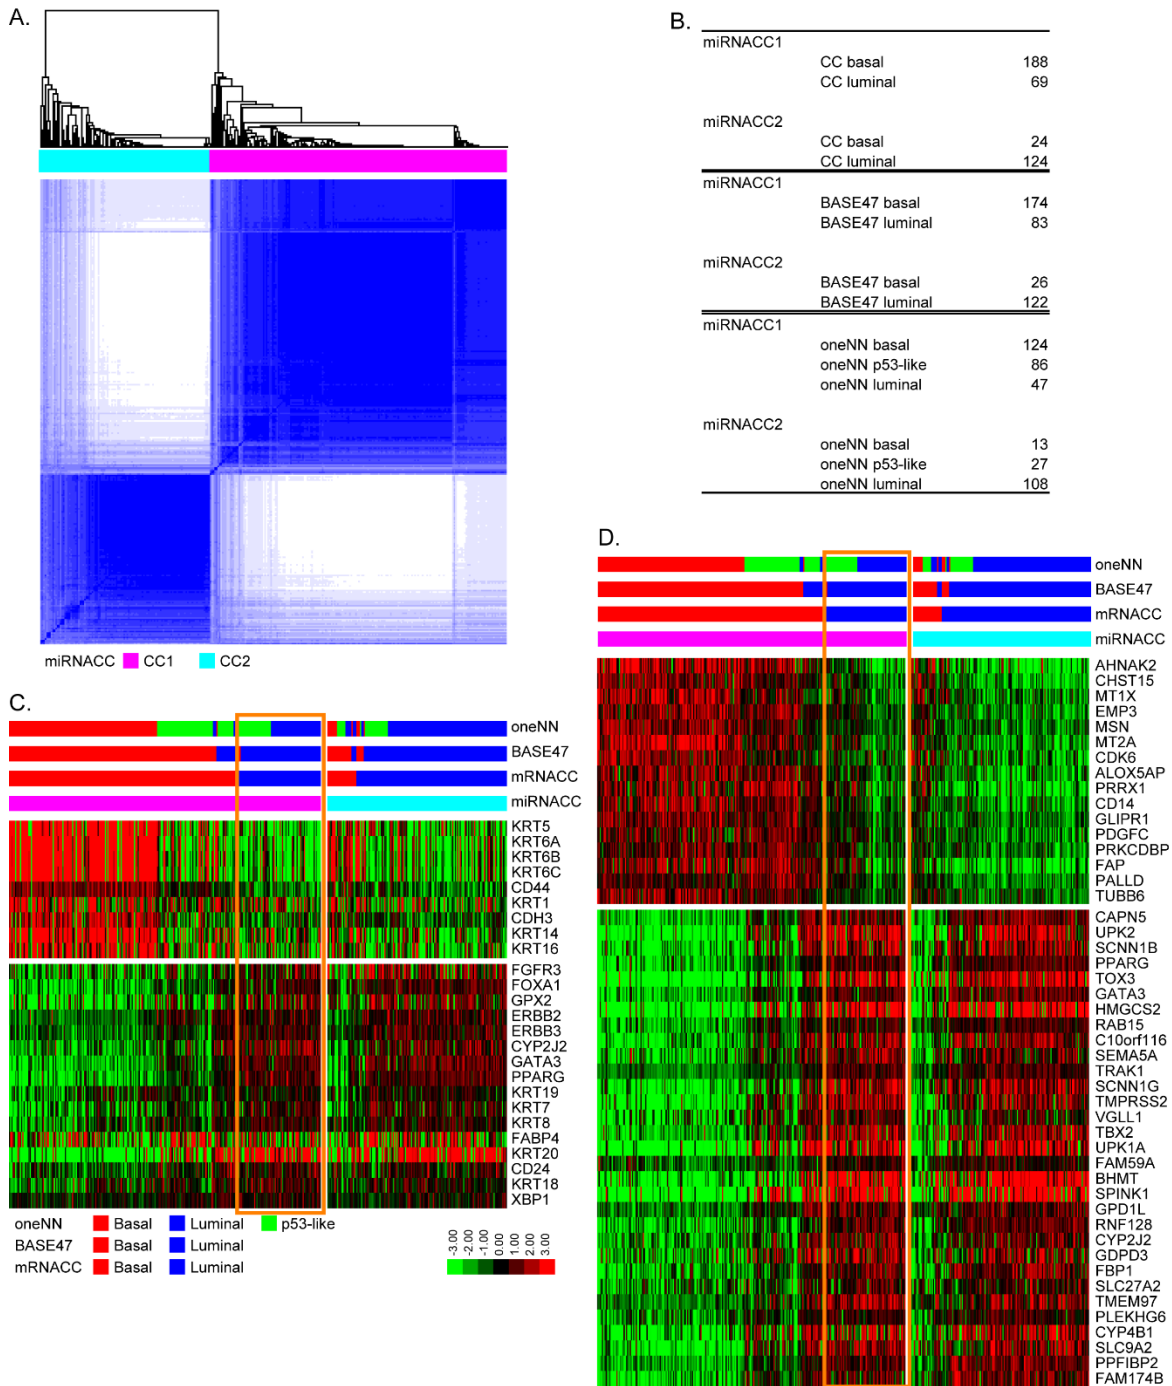 A.
miRNACC CC1 CC2
B.
miRNACC1
CC basal 188
CC luminal 69
miRNACC2
CC basal 24
CC luminal 124
miRNACC1
BASE47 basal 174
BASE47 luminal 83
miRNACC2
BASE47 basal 26
BASE47 luminal 122
miRNACC1
oneNN basal 124
oneNN p53-like 86
oneNN luminal 47
miRNACC2
oneNN basal 13
oneNN p53-like 27
oneNN luminal 108
C.
oneNN
BASE47
mRNACC
miRNACC
KRT5
KRT6A
KRT6B
KRT6C
CD44
KRT1
CDH3
KRT14
KRT16
FGFR3
FOXA1
GPX2
ERBB2
ERBB3
CYP2J2
GATA3
PPARG
KRT19
KRT7
KRT8
FABP4
KRT20
CD24
KRT18
XBP1
oneNN Basal Luminal p53-like
BASE47 Basal Luminal
mRNACC Basal Luminal
-3.00 -2.00 -1.00 0.00 1.00 2.00 3.00
D.
oneNN
BASE47
mRNACC
miRNACC
AHNAK2
CHST15
MT1X
EMP3
MSN
MT2A
CDK6
ALOX5AP
PRRX1
CD14
GLIPR1
PDGFC
PRKCDBP
FAP
PALLD
TUBB6
CAPN5
UPK2
SCNN1B
PPARG
TOX3
GATA3
HMGCS2
RAB15
C10orf116
SEMA5A
TRAK1
SCNN1G
TMPRSS2
VGLL1
TBX2
UPK1A
FAM59A
BHMT
SPINK1
GPD1L
RNF128
CYP2J2
GDPD3
FBP1
SLC27A2
TMEM97
PLEKHG6
CYP4B1
SLC9A2
PPFIBP2
FAM174B